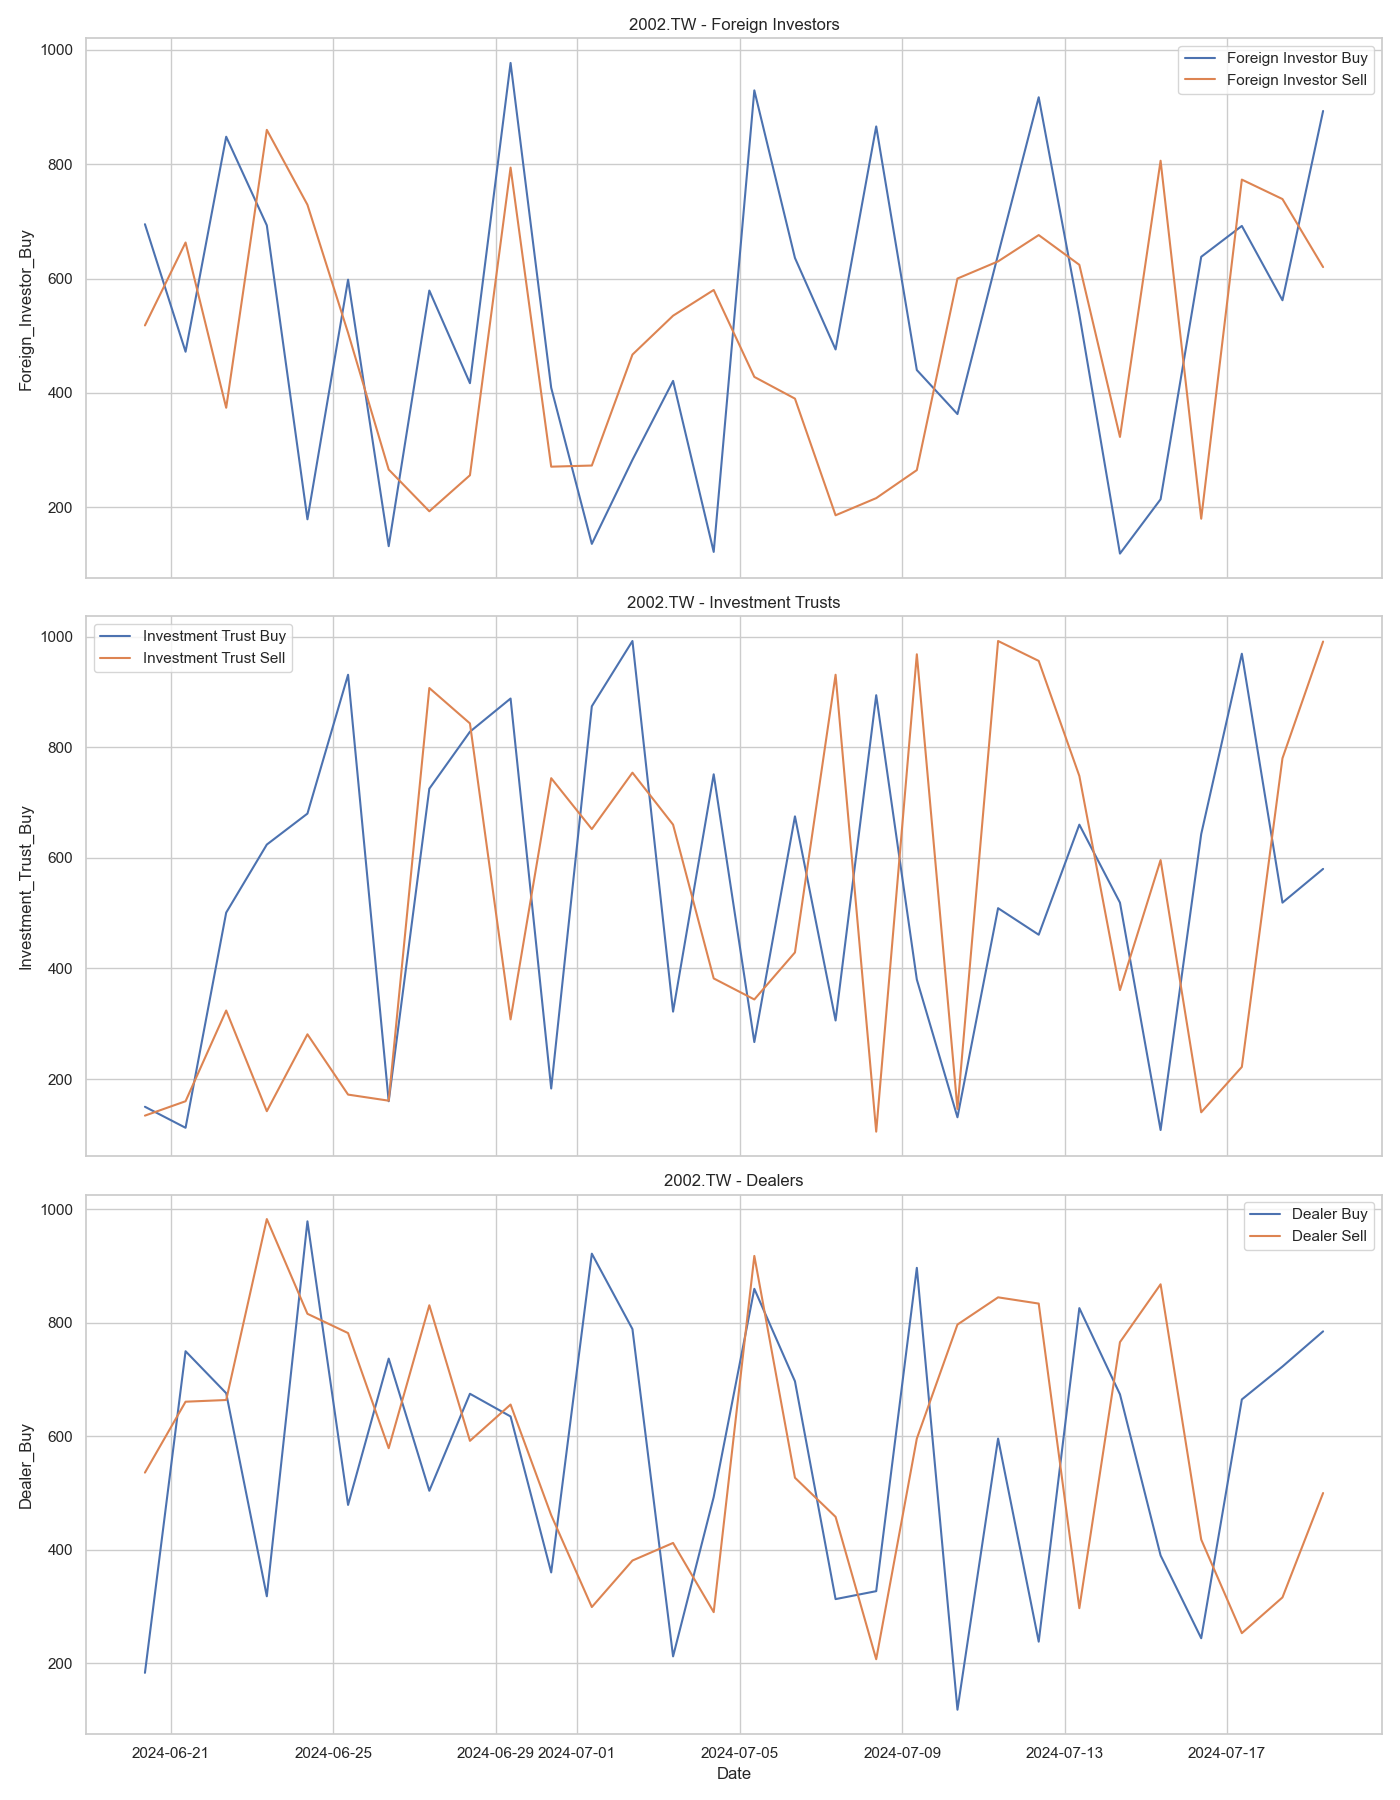 2002.TW - Foreign Investors
Foreign_Investor_Buy
1000
800
600
400
200
Foreign Investor Buy
Foreign Investor Sell
2002.TW - Investment Trusts
Investment_Trust_Buy
1000
800
600
400
200
Investment Trust Buy
Investment Trust Sell
2002.TW - Dealers
Dealer_Buy
1000
800
600
400
200
Dealer Buy
Dealer Sell
2024-06-21 2024-06-25 2024-06-29 2024-07-01 2024-07-05 2024-07-09 2024-07-13 2024-07-17
Date